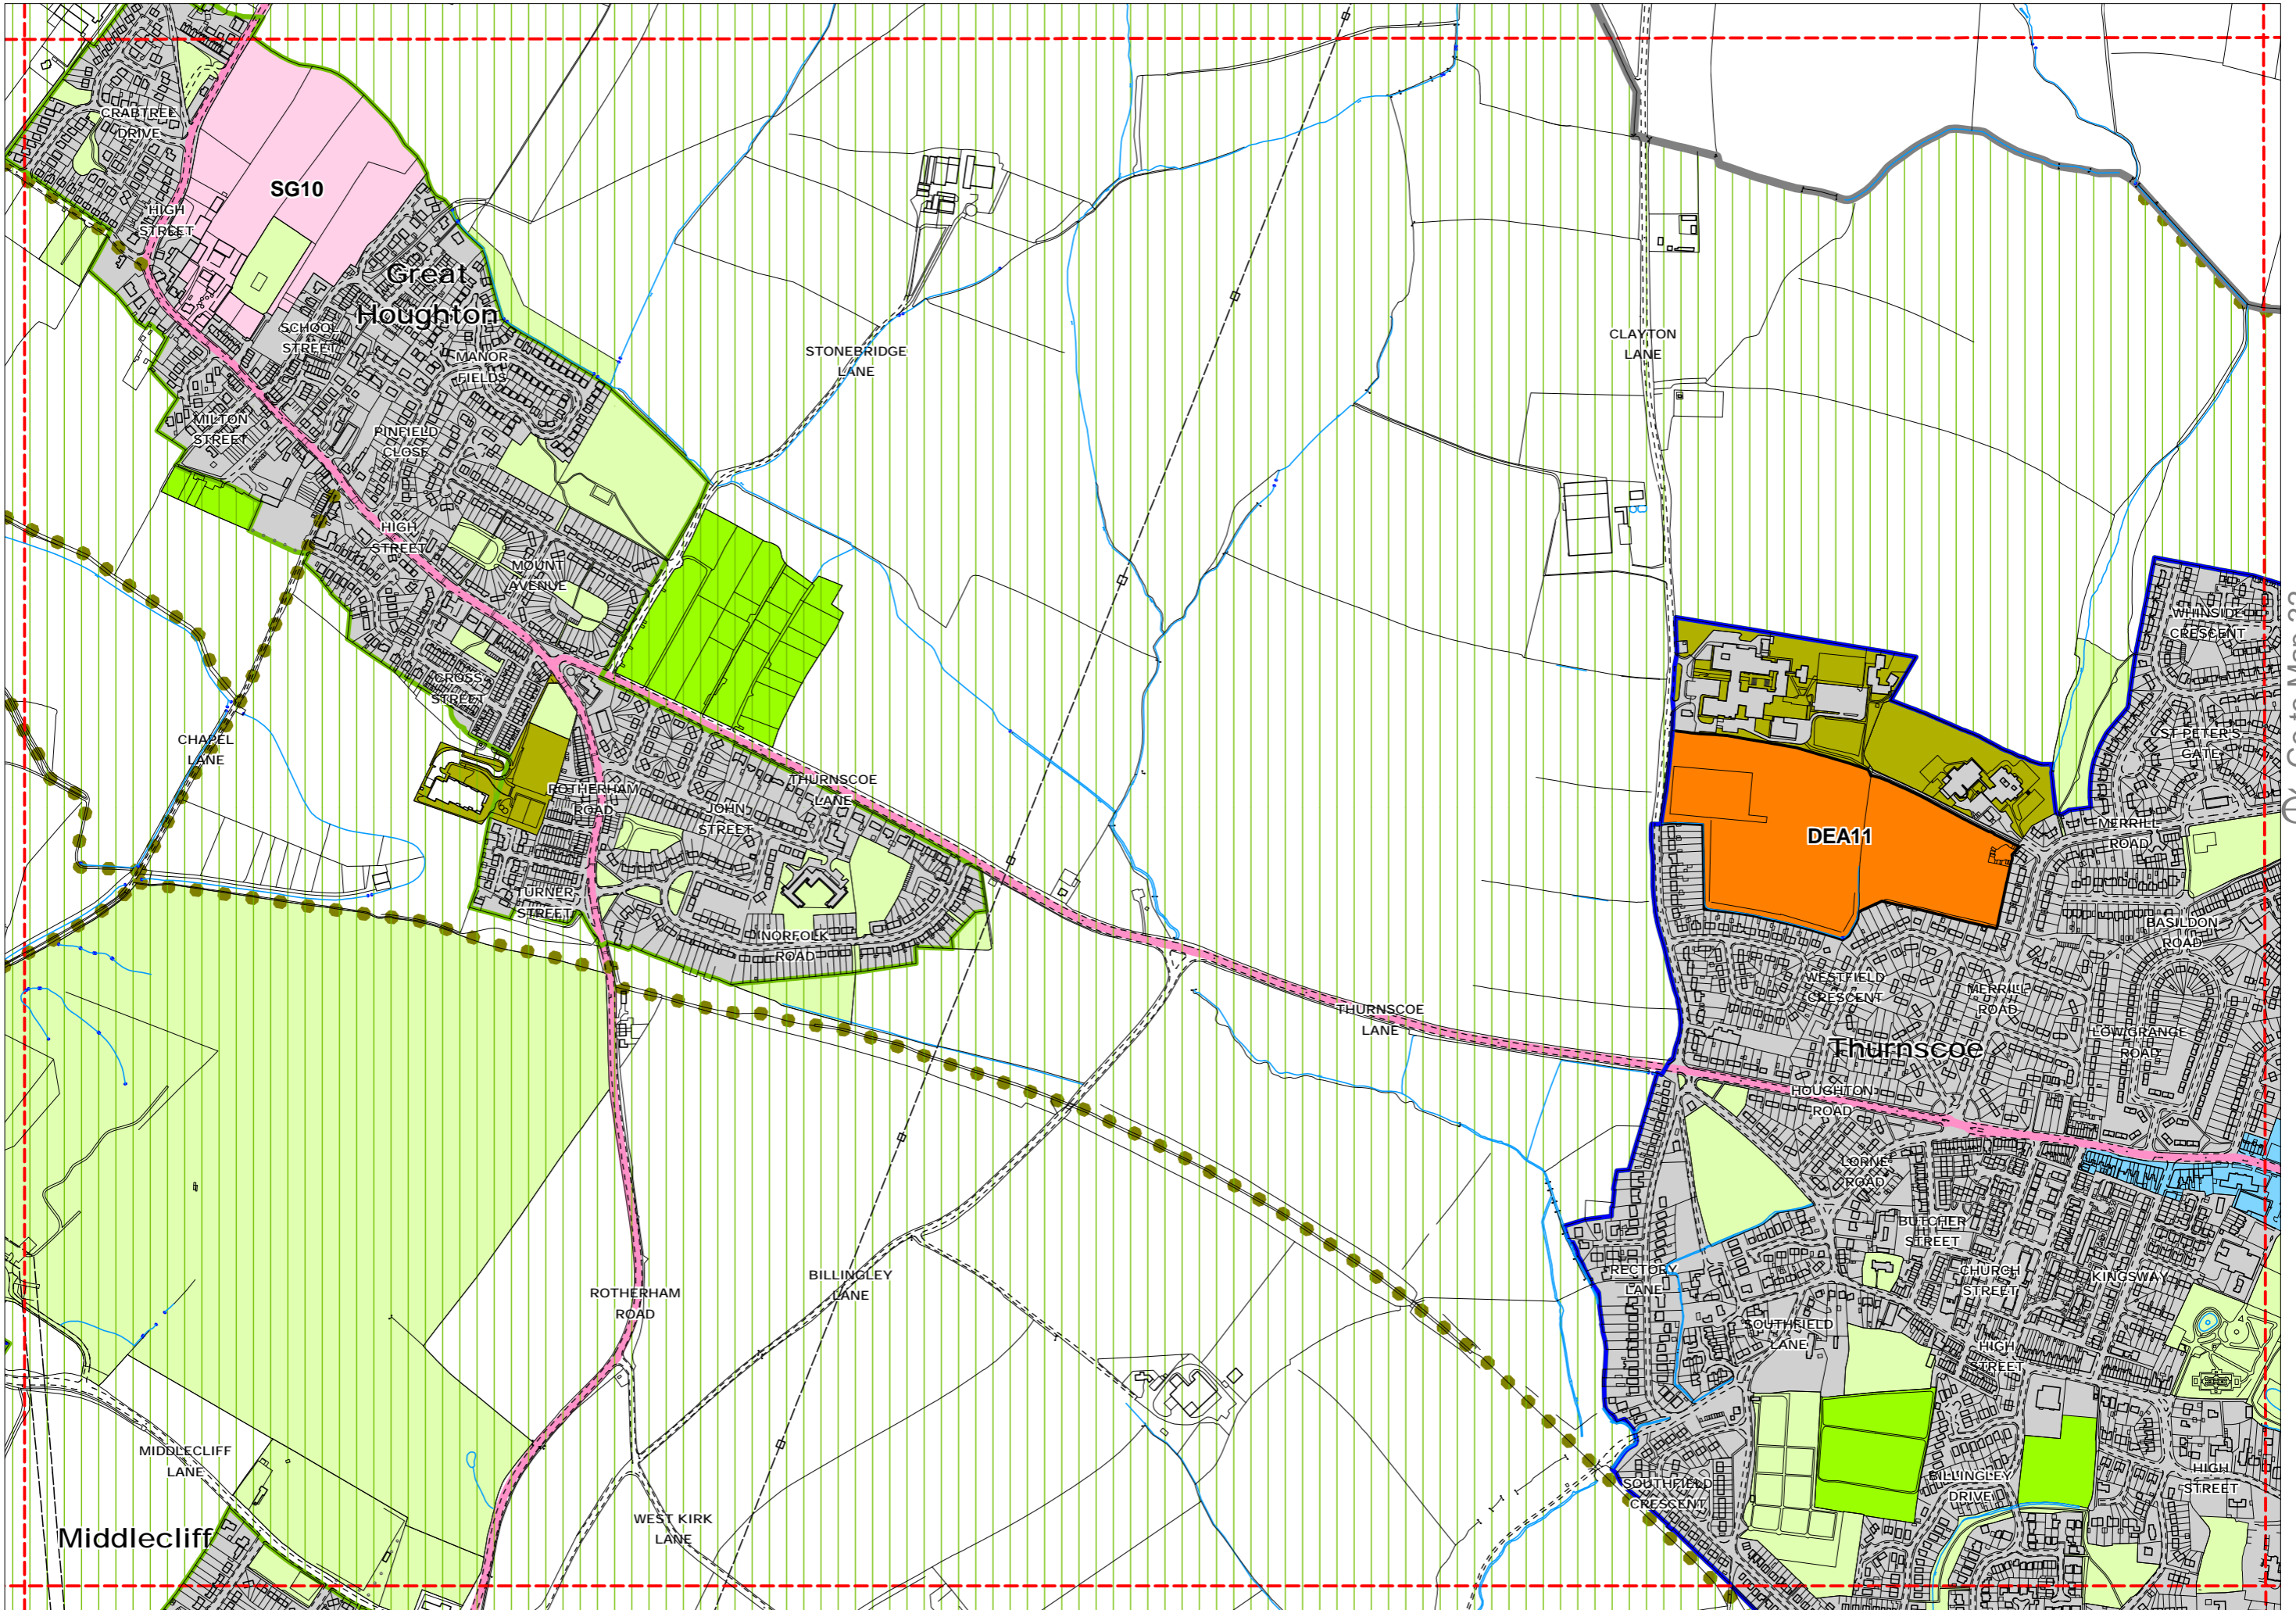 CRABTREE
DRIVE
SG10
HIGH
STREET
Great
Houghton
SCHOOL
STREET
MANOR
FIELDS
STONEBRIDGE
LANE
CLAYTON
LANE
MILTON
STREET
PINFIELD
CLOSE
HIGH
STREET
MOUNT
AVENUE
WHINSIDE
CRESCENT
CROSS
STREET
CHAPEL
LANE
ST PETER'S
GATE
THURNSCOE
LANE
ROTHERHAM
ROAD
JOHN
STREET
DEA11
MERRILL
ROAD
TURNER
STREET
NORFOLK
ROAD
BASILDON
ROAD
WESTFIELD
CRESCENT
MERRILL
ROAD
THURNSCOE
LANE
LOW GRANGE
ROAD
Thurnscoe
HOUGHTON
ROAD
LORNE
ROAD
BUTCHER
STREET
RECTORY
LANE
CHURCH
STREET
KINGSWAY
BILLINGLEY
LANE
ROTHERHAM
ROAD
SOUTHFIELD
LANE
HIGH
STREET
MIDDLECLIFF
LANE
SOUTHFIELD
CRESCENT
BILLINGLEY
DRIVE
HIGH
STREET
WEST KIRK
LANE
Middlecliff